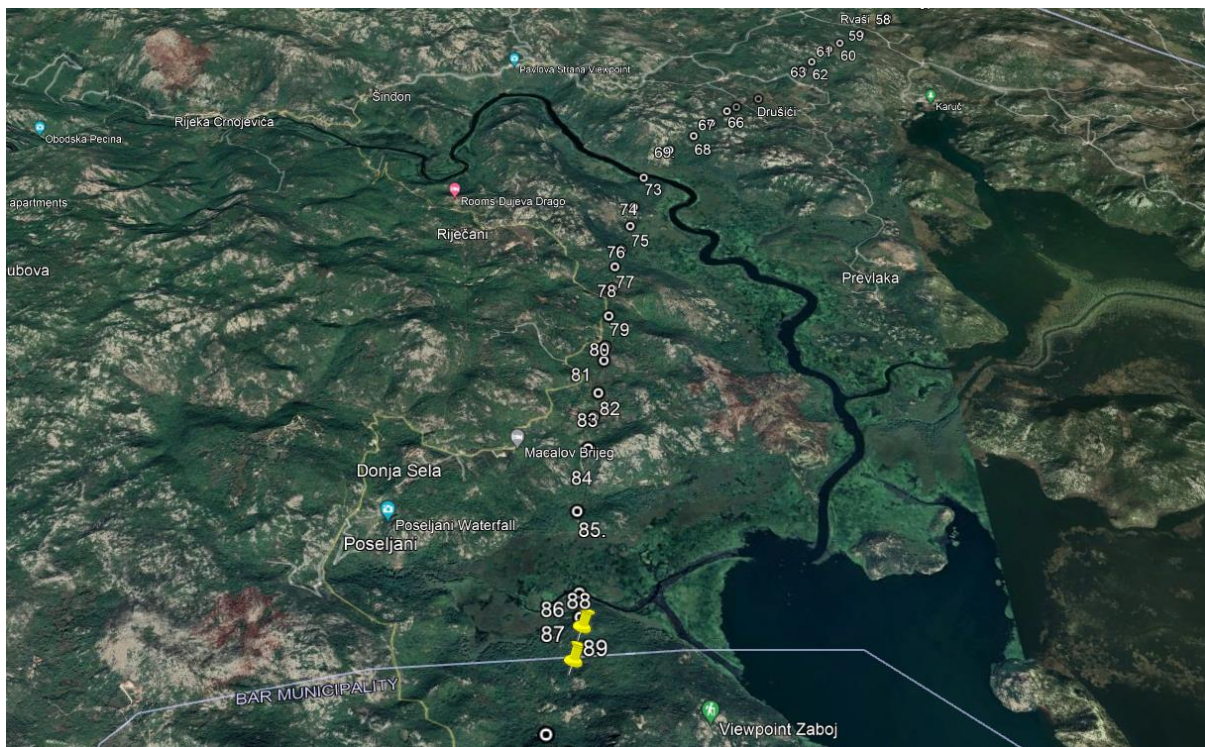 Rvaši 58
59
61 60
63 62
Pavlova Strana Viewpoint
Karuč
Šinđon
Drušići
Rijeka Crnojevića
66
67
Obodska Pećina
68
69.
73
apartments
Rooms Dujeva Drago
74
Riječani
75
76
ubova
Prevlaka
77
78
79
80
81
82
83
Macalov Brijeg
Donja Sela
84
Poseljani Waterfall
85.
Poseljani
86 88
87
89
BAR MUNICIPALITY
Viewpoint Zaboj